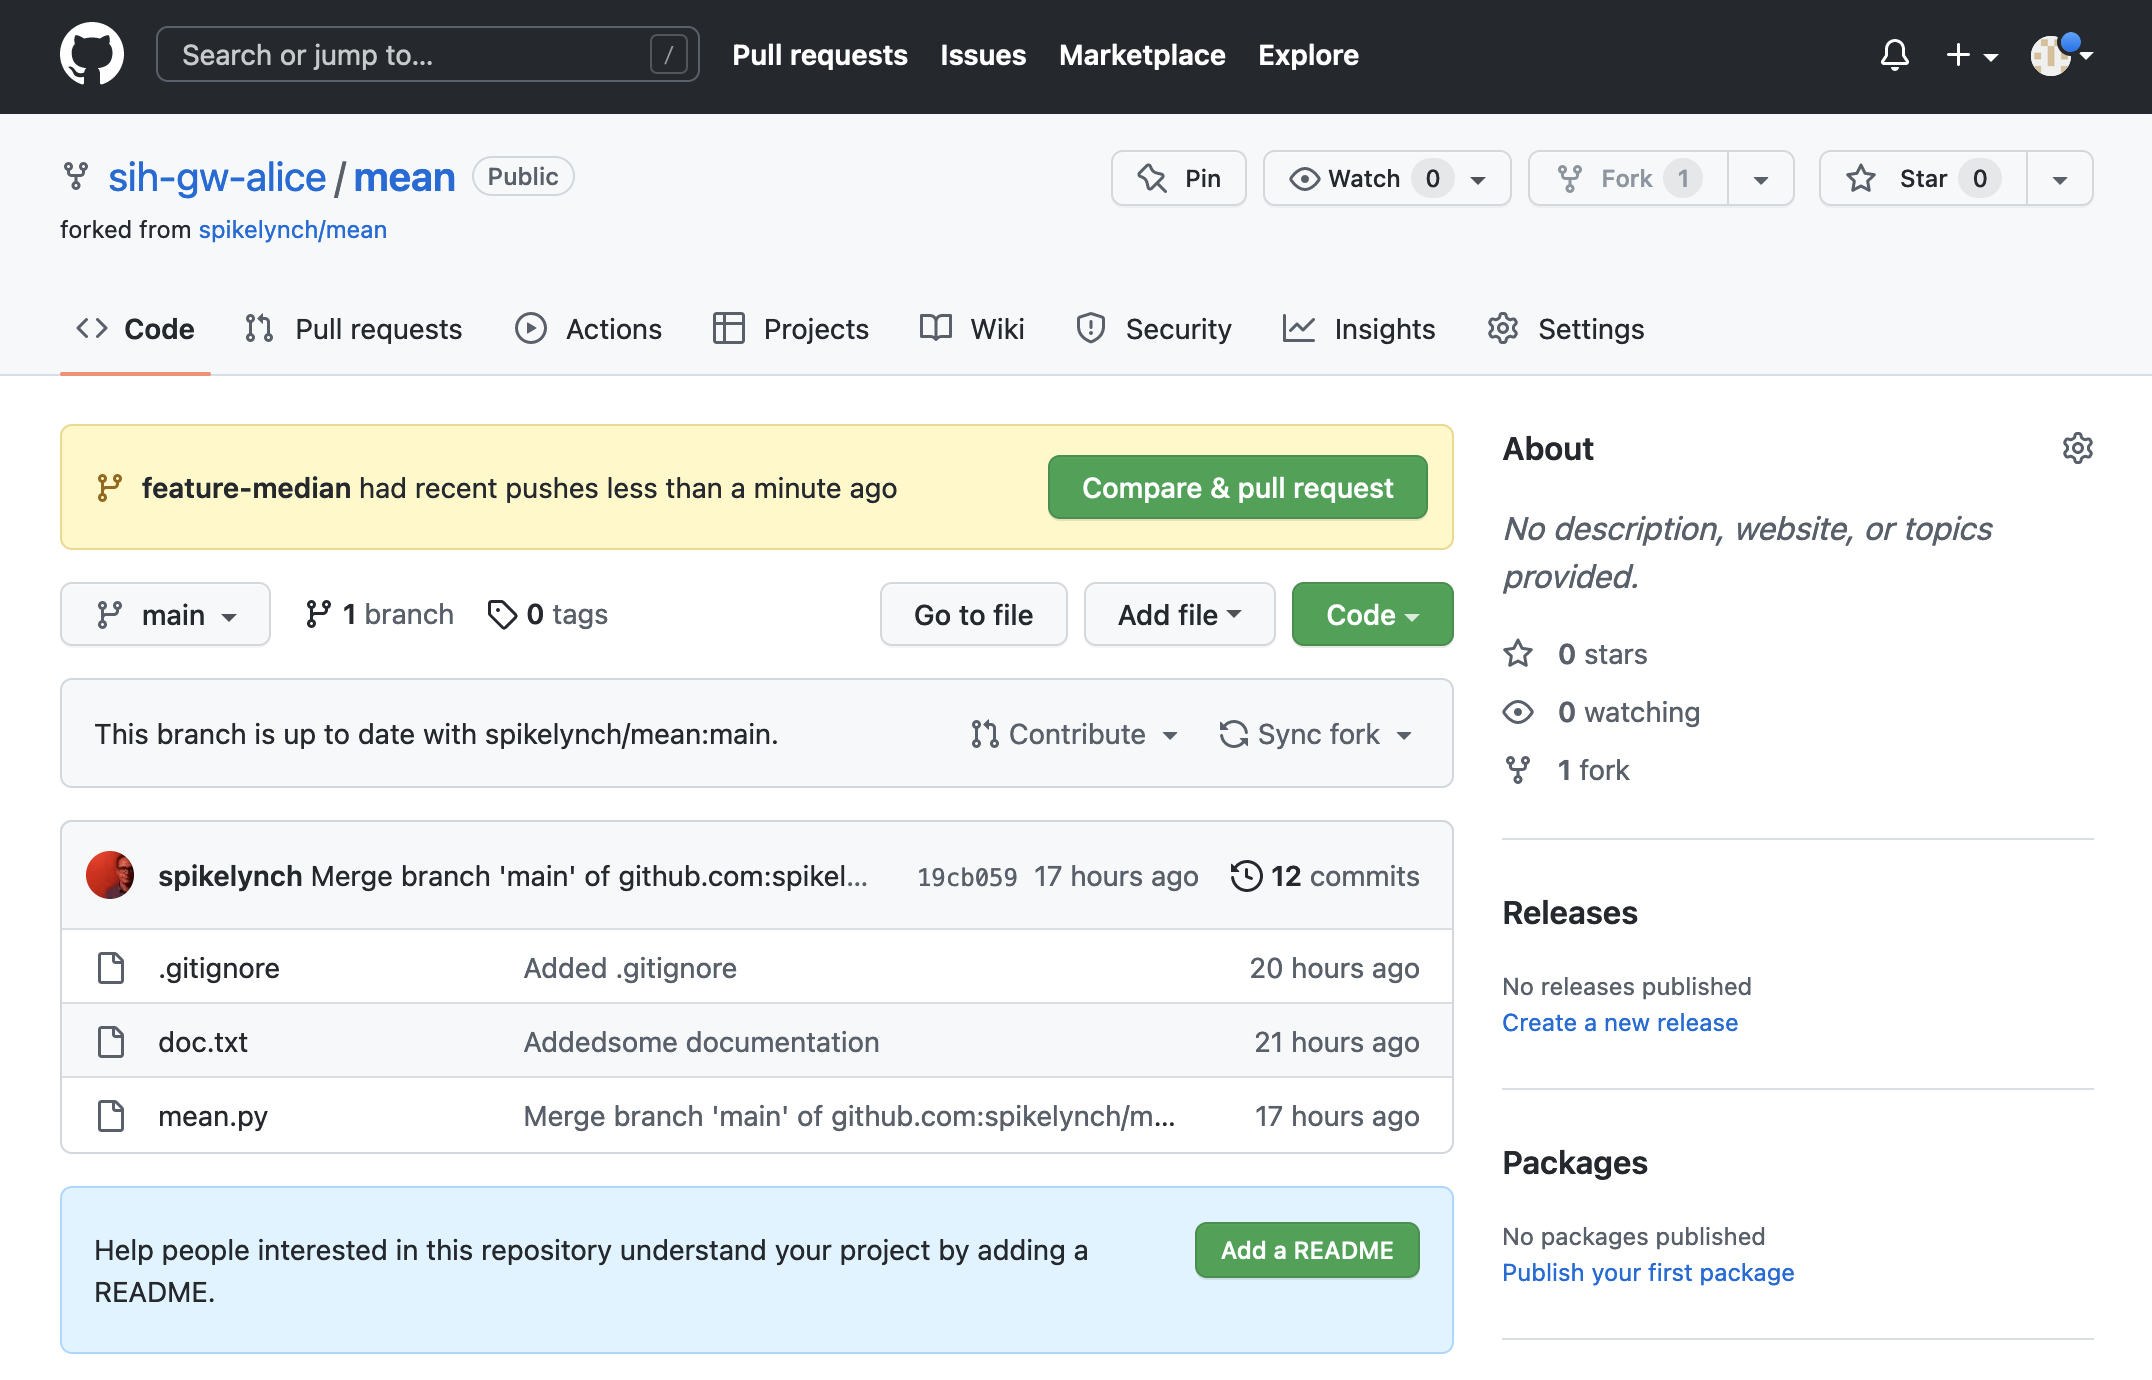 Search or jump to... /
Pull requests Issues Marketplace Explore
sih-gw-alice / mean Public
Pin Watch 0 Fork 1 Star 0
forked from spikelynch/mean
Code Pull requests Actions Projects Wiki Security Insights Settings
feature-median had recent pushes less than a minute ago Compare & pull request
main 1 branch 0 tags Go to file Add file Code
This branch is up to date with spikelynch/mean:main. Contribute Sync fork
spikelynch Merge branch 'main' of github.com:spikel... 19cb059 17 hours ago 12 commits
.gitignore Added .gitignore 20 hours ago
doc.txt Addedsome documentation 21 hours ago
mean.py Merge branch 'main' of github.com:spikelynch/m... 17 hours ago
Help people interested in this repository understand your project by adding a
README.
Add a README
About
No description, website, or topics
provided.
0 stars
0 watching
1 fork
Releases
No releases published
Create a new release
Packages
No packages published
Publish your first package